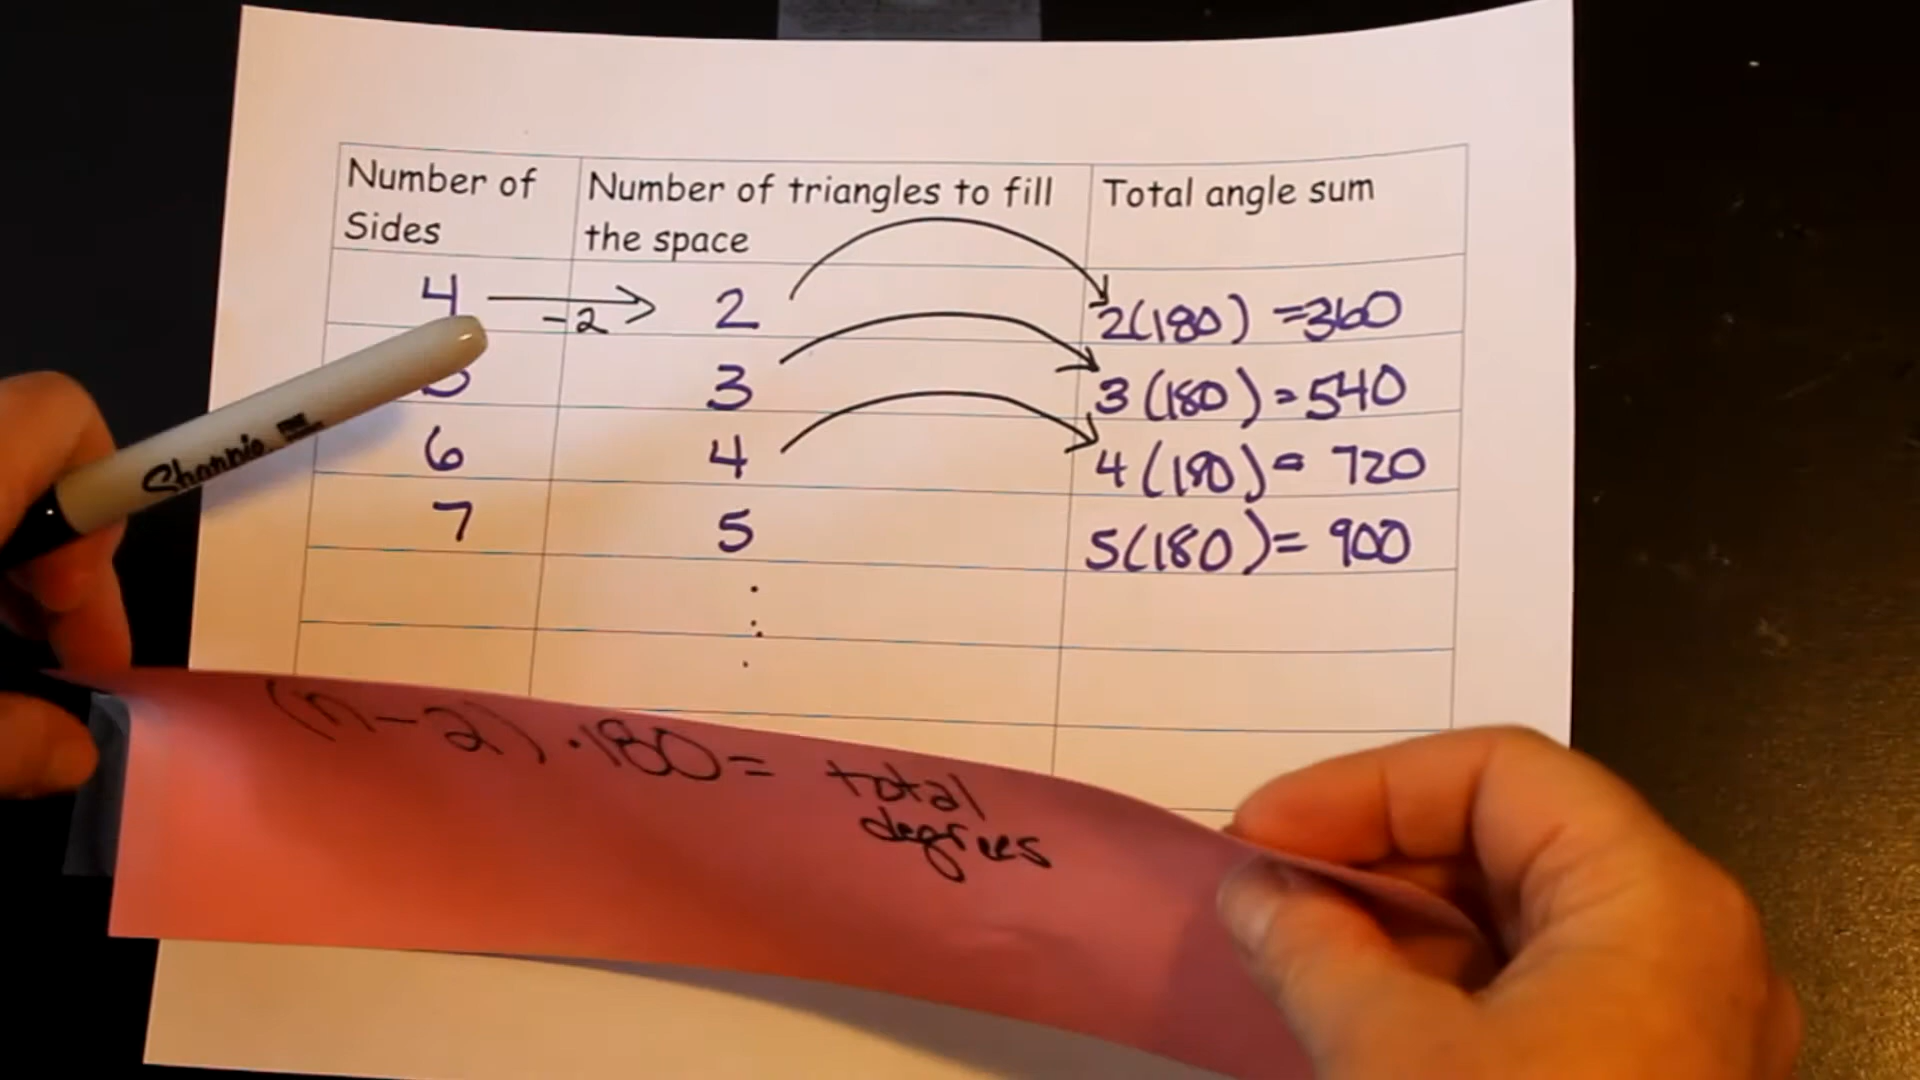 Number of Sides
Number of triangles to fill the space
Total angle sum
4 -2 2 2(180) =360
3 3(180)=540
6 4 4(180)= 720
7 5 5(180)= 900
Sharpie.
(n-2)·180= total degrees